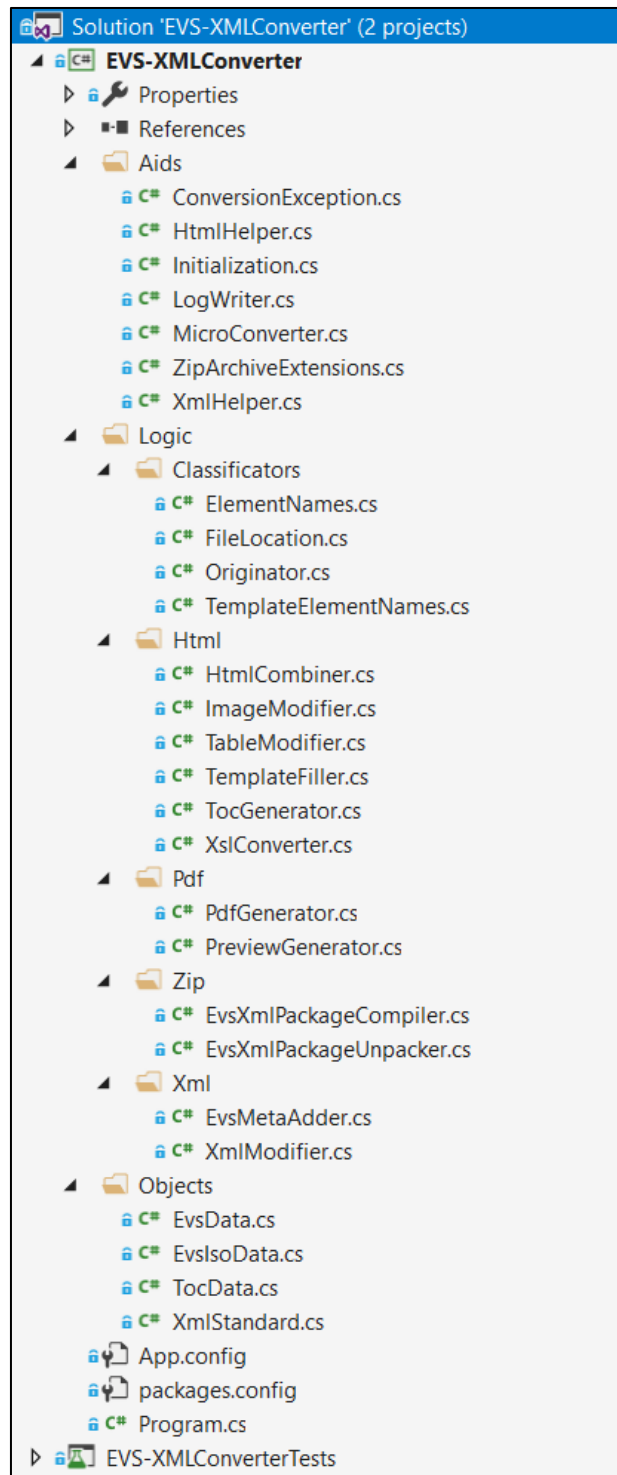 Solution 'EVS-XMLConverter' (2 projects)
C# EVS-XMLConverter
Properties
References
Aids
C# ConversionException.cs
C# HtmlHelper.cs
C# Initialization.cs
C# LogWriter.cs
C# MicroConverter.cs
C# ZipArchiveExtensions.cs
C# XmlHelper.cs
Logic
Classificators
C# ElementNames.cs
C# FileLocation.cs
C# Originator.cs
C# TemplateElementNames.cs
Html
C# HtmlCombiner.cs
C# ImageModifier.cs
C# TableModifier.cs
C# TemplateFiller.cs
C# TocGenerator.cs
C# XslConverter.cs
Pdf
C# PdfGenerator.cs
C# PreviewGenerator.cs
Zip
C# EvsXmlPackageCompiler.cs
C# EvsXmlPackageUnpacker.cs
Xml
C# EvsMetaAdder.cs
C# XmlModifier.cs
Objects
C# EvsData.cs
C# EvsIsoData.cs
C# TocData.cs
C# XmlStandard.cs
App.config
packages.config
C# Program.cs
EVS-XMLConverterTests